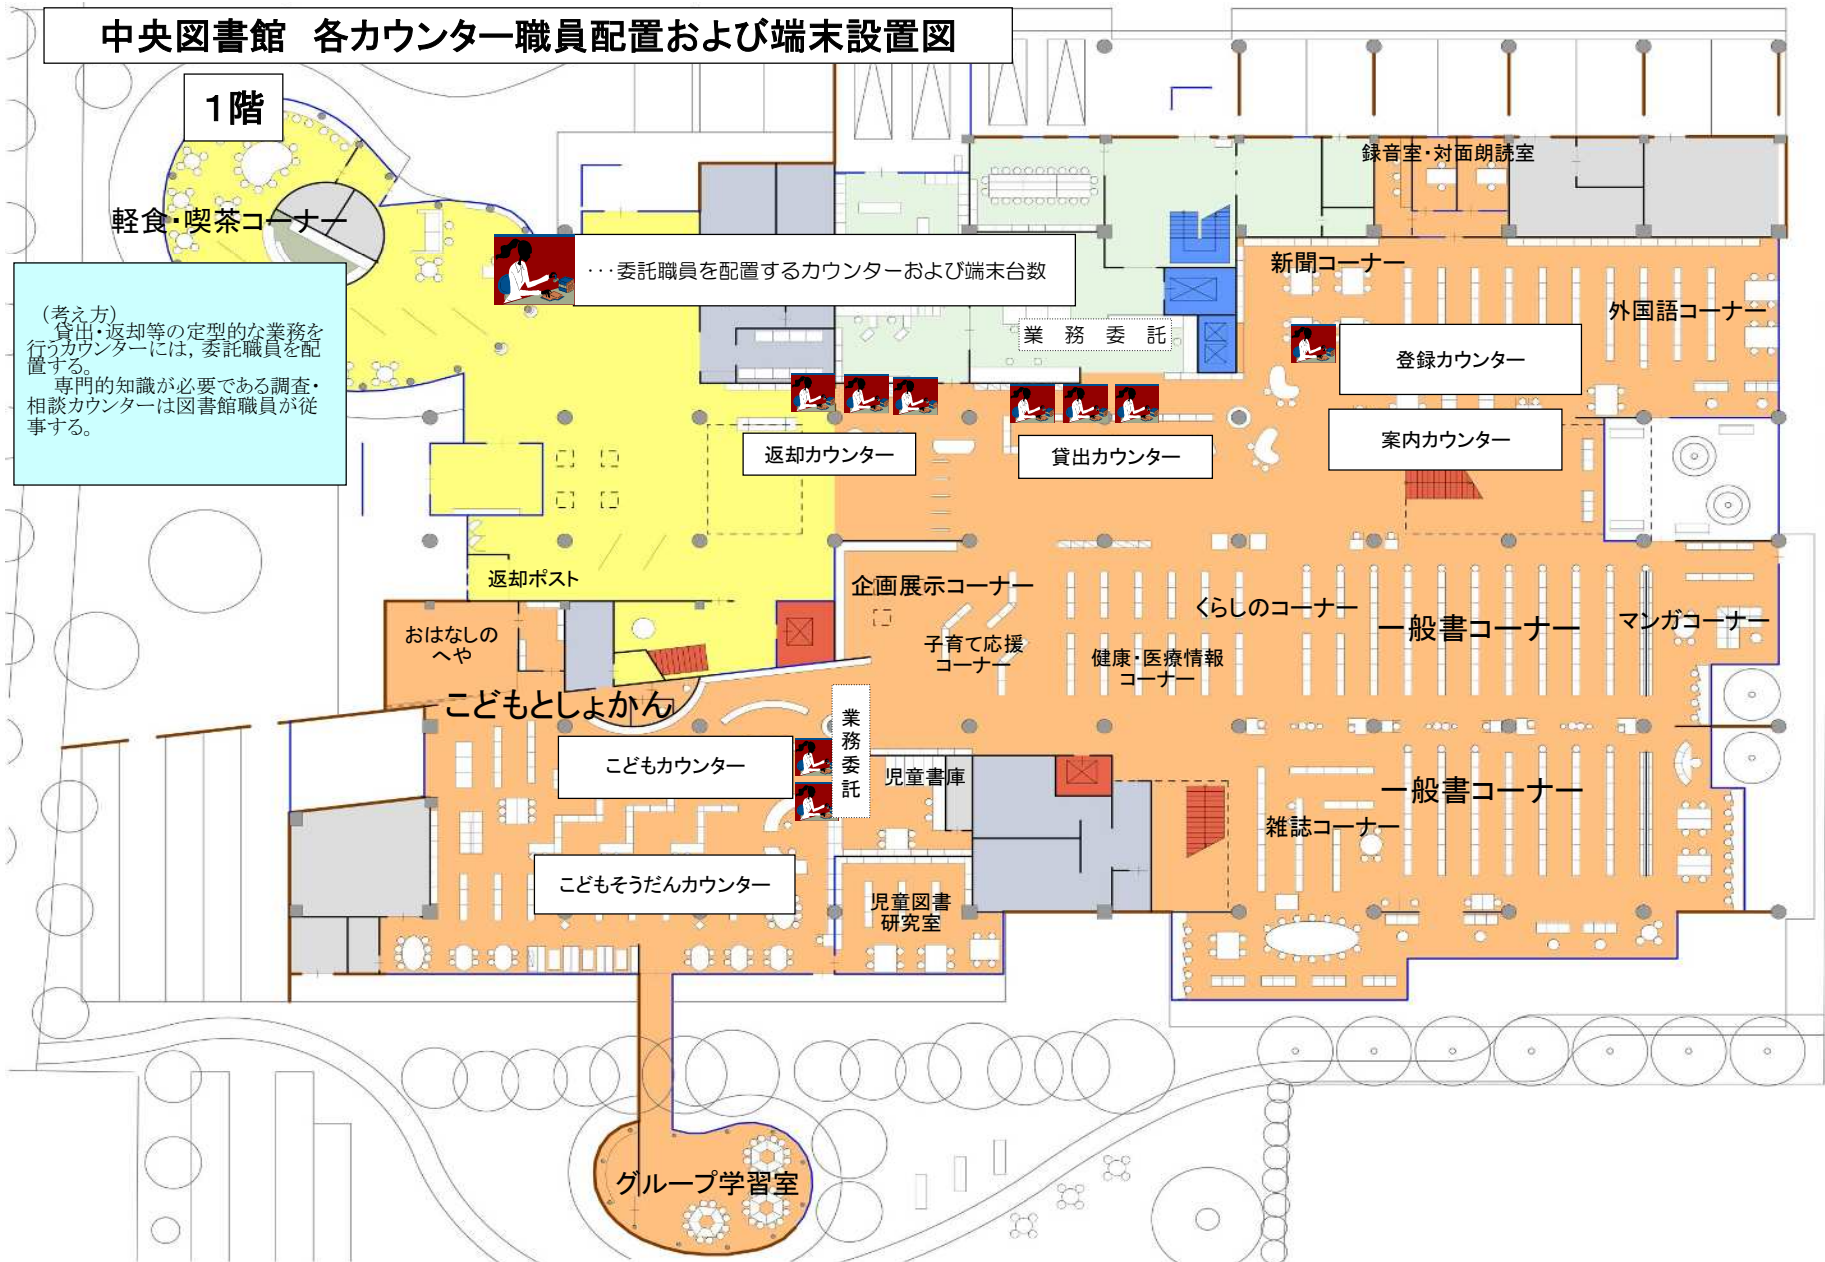 中央図書館 各カウンター職員配置および端末設置図
1階
軽食・喫茶コーナー
録音室・対面朗読室
新聞コーナー
外国語コーナー
･･･委託職員を配置するカウンターおよび端末台数
(考え方)
貸出・返却等の定型的な業務を
行うカウンターには，委託職員を配
置する。
専門的知識が必要である調査・
相談カウンターは図書館職員が従
事する。
業務委託
登録カウンター
案内カウンター
返却カウンター
貸出カウンター
返却ポスト
企画展示コーナー
くらしのコーナー
一般書コーナー
マンガコーナー
おはなしの
へや
子育て応援
コーナー
健康・医療情報
コーナー
こどもとしょかん
業務委託
こどもカウンター
児童書庫
一般書コーナー
雑誌コーナー
こどもそうだんカウンター
児童図書
研究室
グループ学習室